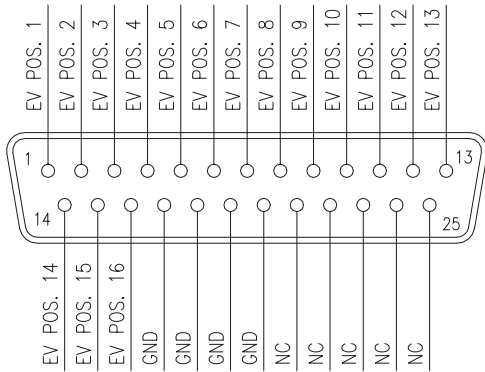 EV POS. 1
EV POS. 2
EV POS. 3
EV POS. 4
EV POS. 5
EV POS. 6
EV POS. 7
EV POS. 8
EV POS. 9
EV POS. 10
EV POS. 11
EV POS. 12
EV POS. 13
1
13
14
25
EV POS. 14
EV POS. 15
EV POS. 16
GND
GND
GND
GND
NC
NC
NC
NC
NC